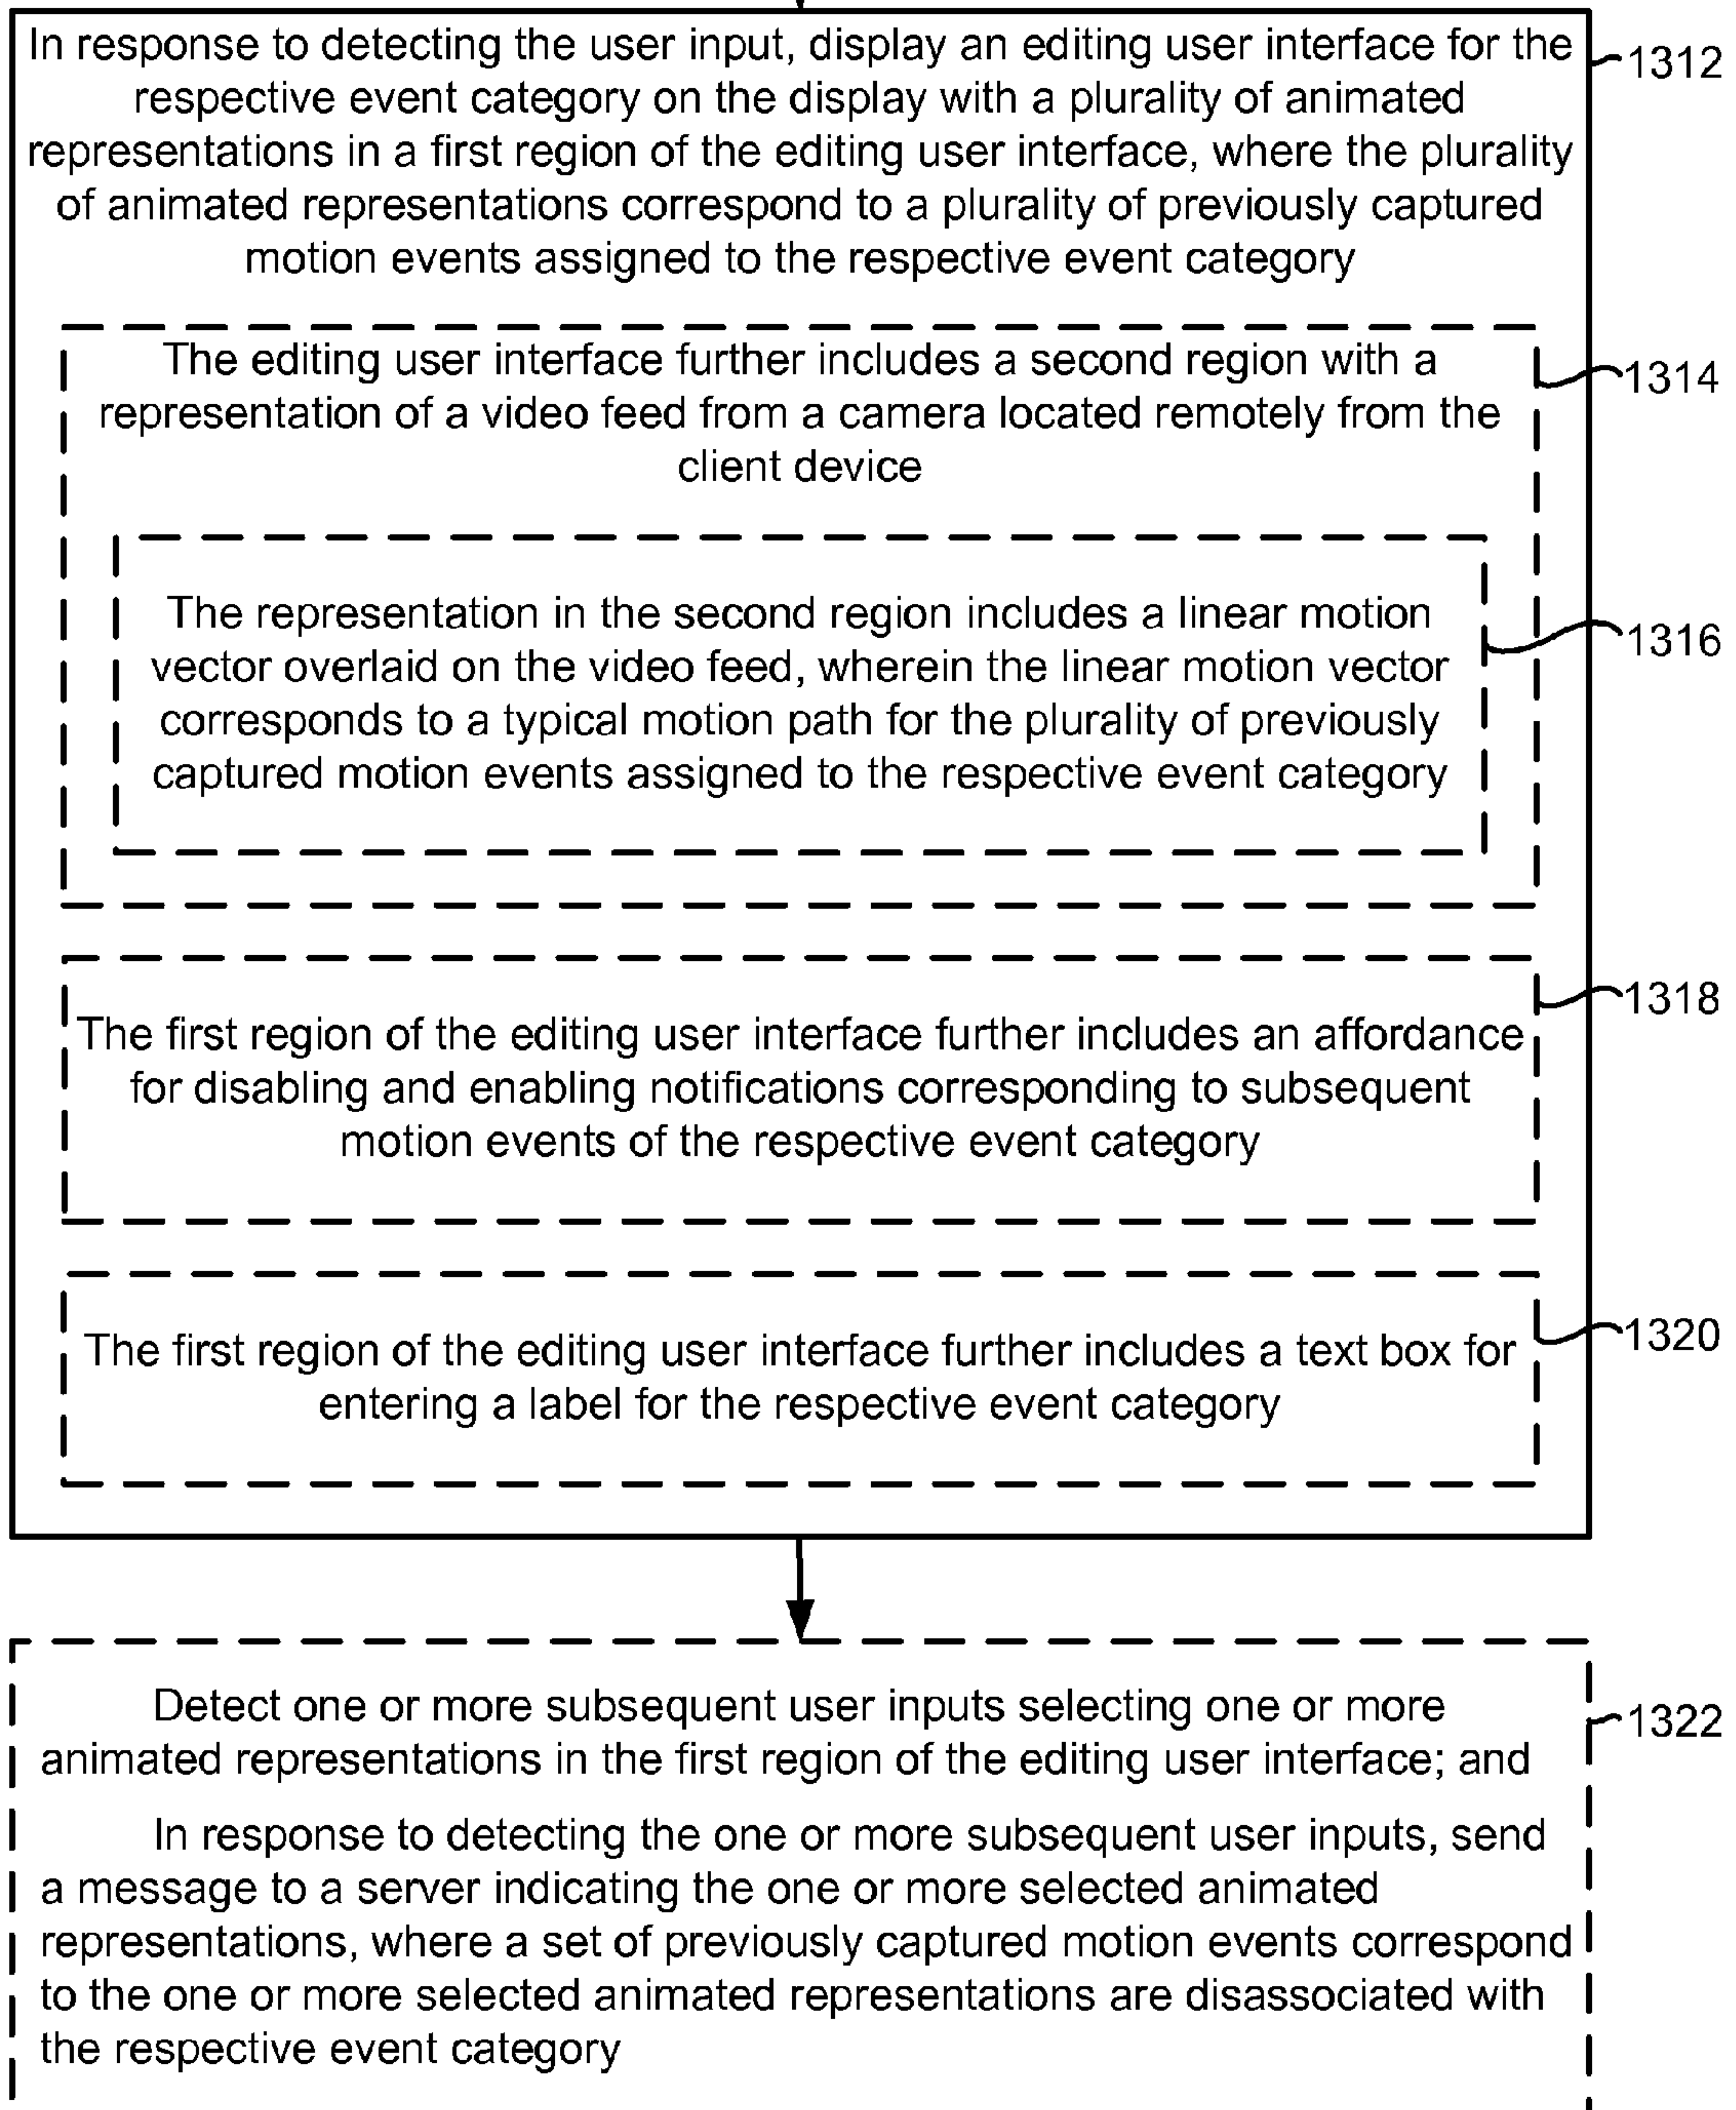 In response to detecting the user input, display an editing user interface for the
respective event category on the display with a plurality of animated
representations in a first region of the editing user interface, where the plurality
of animated representations correspond to a plurality of previously captured
motion events assigned to the respective event category
1312
The editing user interface further includes a second region with a
representation of a video feed from a camera located remotely from the
client device
1314
The representation in the second region includes a linear motion
vector overlaid on the video feed, wherein the linear motion vector
corresponds to a typical motion path for the plurality of previously
captured motion events assigned to the respective event category
1316
The first region of the editing user interface further includes an affordance
for disabling and enabling notifications corresponding to subsequent
motion events of the respective event category
1318
The first region of the editing user interface further includes a text box for
entering a label for the respective event category
1320
Detect one or more subsequent user inputs selecting one or more
animated representations in the first region of the editing user interface; and
In response to detecting the one or more subsequent user inputs, send
a message to a server indicating the one or more selected animated
representations, where a set of previously captured motion events correspond
to the one or more selected animated representations are disassociated with
the respective event category
1322